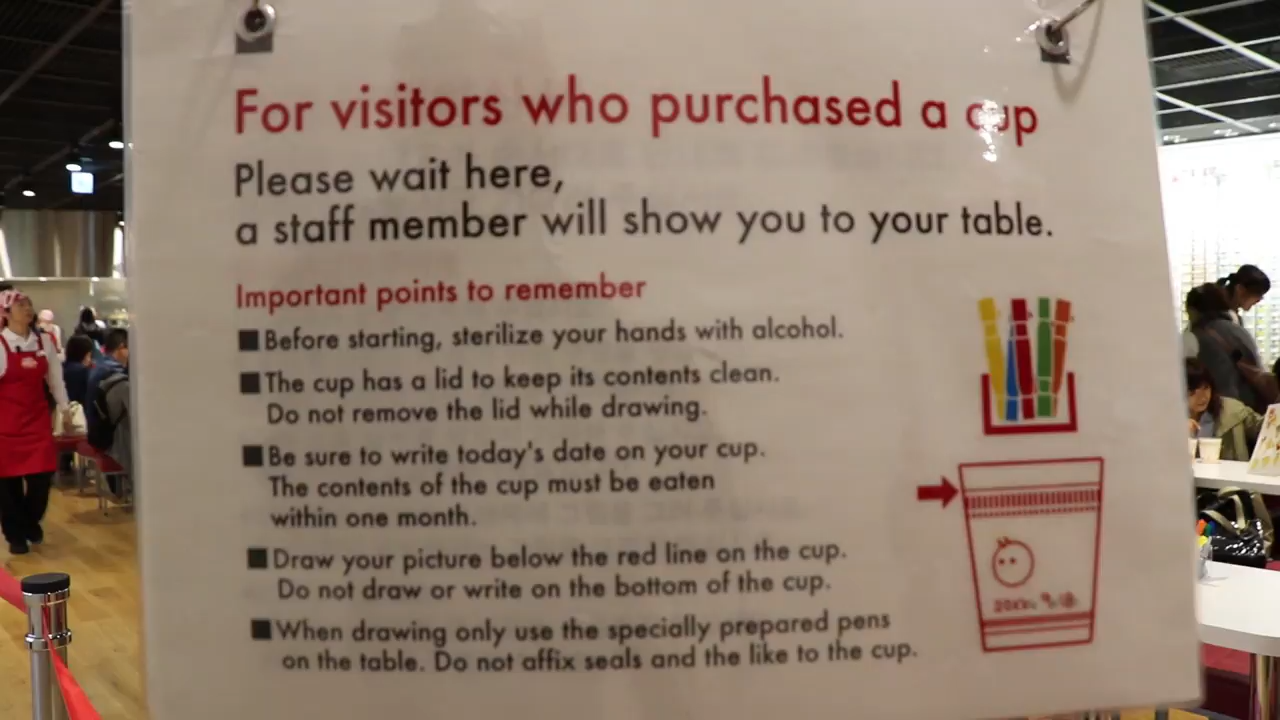 For visitors who purchased a cup
Please wait here,
a staff member will show you to your table.
Important points to remember
■Before starting, sterilize your hands with alcohol.
■The cup has a lid to keep its contents clean.
Do not remove the lid while drawing.
■Be sure to write today's date on your cup.
The contents of the cup must be eaten
within one month.
■Draw your picture below the red line on the cup.
Do not draw or write on the bottom of the cup.
■When drawing only use the specially prepared pens
on the table. Do not affix seals and the like to the cup.